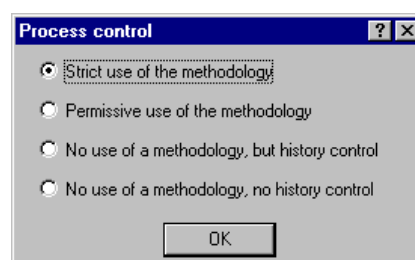 Process control
Strict use of the methodology
Permissive use of the methodology
No use of a methodology, but history control
No use of a methodology, no history control
OK